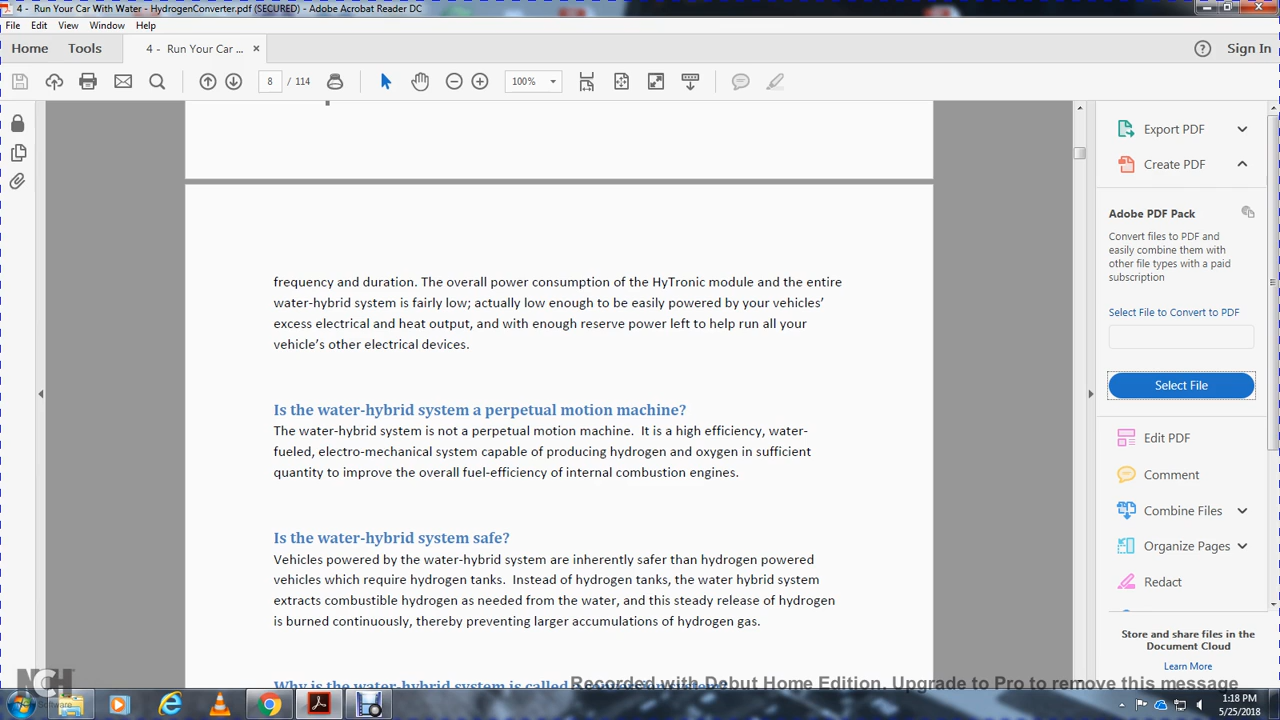 4 - Run Your Car With Water - HydrogenConverter.pdf (SECURED) - Adobe Acrobat Reader DC
File Edit View Window Help
Home Tools 4 - Run Your Car ... × Sign In
8 / 114 100%
frequency and duration. The overall power consumption of the HyTronic module and the entire
water-hybrid system is fairly low; actually low enough to be easily powered by your vehicles’
excess electrical and heat output, and with enough reserve power left to help run all your
vehicle’s other electrical devices.
Is the water-hybrid system a perpetual motion machine?
The water-hybrid system is not a perpetual motion machine. It is a high efficiency, water-
fueled, electro-mechanical system capable of producing hydrogen and oxygen in sufficient
quantity to improve the overall fuel-efficiency of internal combustion engines.
Is the water-hybrid system safe?
Vehicles powered by the water-hybrid system are inherently safer than hydrogen powered
vehicles which require hydrogen tanks. Instead of hydrogen tanks, the water hybrid system
extracts combustible hydrogen as needed from the water, and this steady release of hydrogen
is burned continuously, thereby preventing larger accumulations of hydrogen gas.
Why is the water-hybrid system is called
Export PDF
Create PDF
Adobe PDF Pack
Convert files to PDF and
easily combine them with
other file types with a paid
subscription
Select File to Convert to PDF
Select File
Edit PDF
Comment
Combine Files
Organize Pages
Redact
Store and share files in the
Document Cloud
Learn More
NCH Software
Recorded with Debut Home Edition. Upgrade to Pro to remove this message
1:18 PM
5/25/2018